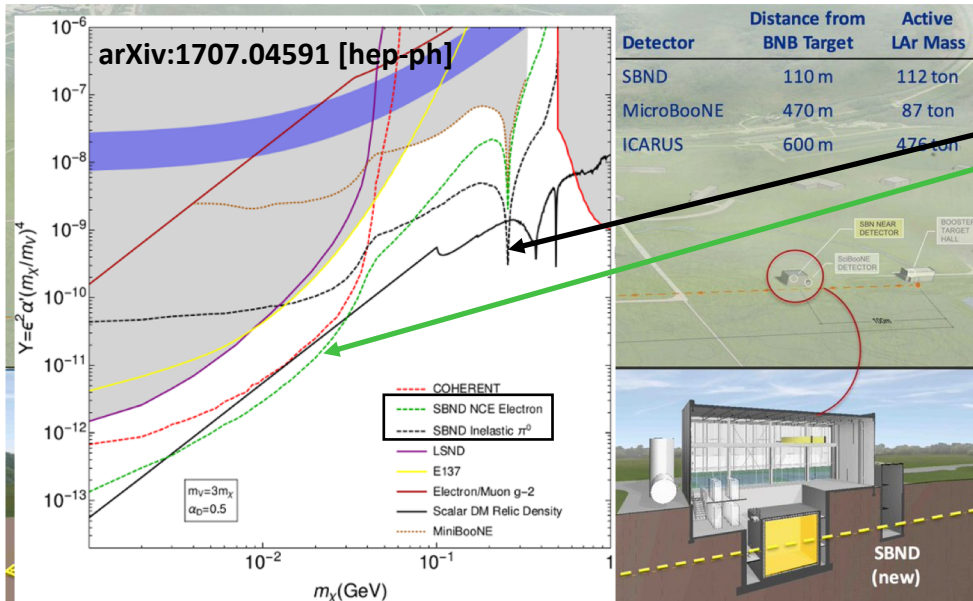 arXiv:1707.04591 [hep-ph]
10⁻⁶
10⁻⁷
10⁻⁸
10⁻⁹
10⁻¹⁰
10⁻¹¹
10⁻¹²
10⁻¹³
Y=ϵ²α'(mχ/mV)⁴
COHERENT
SBND NCE Electron
SBND Inelastic π⁰
LSND
E137
Electron/Muon g-2
Scalar DM Relic Density
MiniBooNE
mV=3mχ
αD=0.5
10⁻² 10⁻¹ 1
mχ(GeV)
Detector Distance from BNB Target Active LAr Mass
SBND 110 m 112 ton
MicroBooNE 470 m 87 ton
ICARUS 600 m 476 ton
SBN NEAR
DETECTOR
SciBooNE
DETECTOR
BOOSTER
TARGET
HALL
100m
SBND
(new)